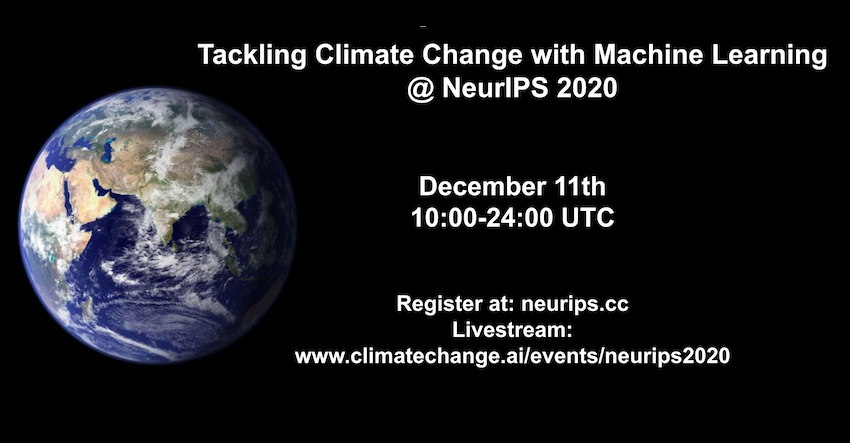 Tackling Climate Change with Machine Learning
@ NeurIPS 2020
December 11th
10:00-24:00 UTC
Register at: neurips.cc
Livestream:
www.climatechange.ai/events/neurips2020